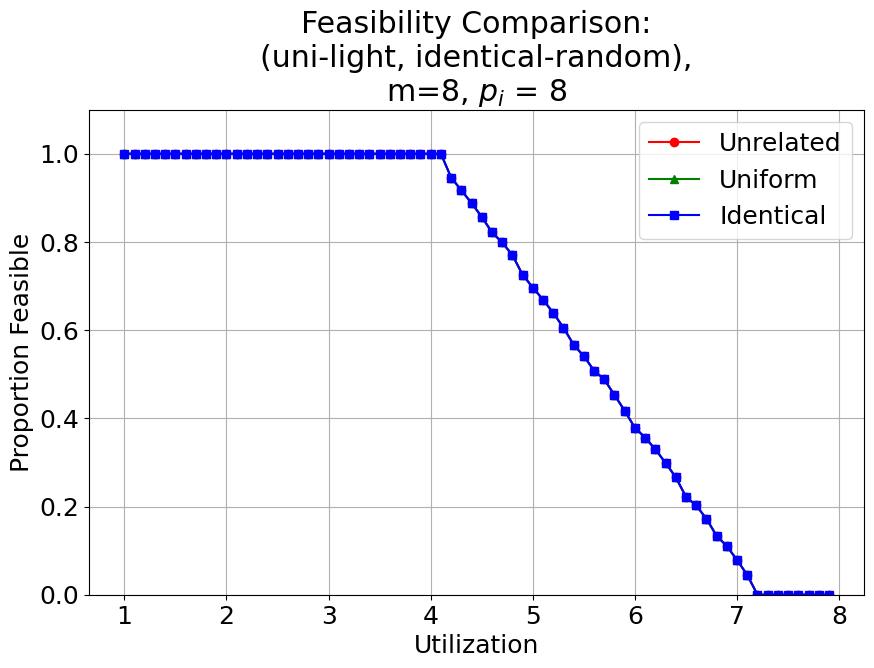 Feasibility Comparison:
(uni-light, identical-random),
m=8, pᵢ = 8
Unrelated
Uniform
Identical
Proportion Feasible
1.0
0.8
0.6
0.4
0.2
0.0
1 2 3 4 5 6 7 8
Utilization